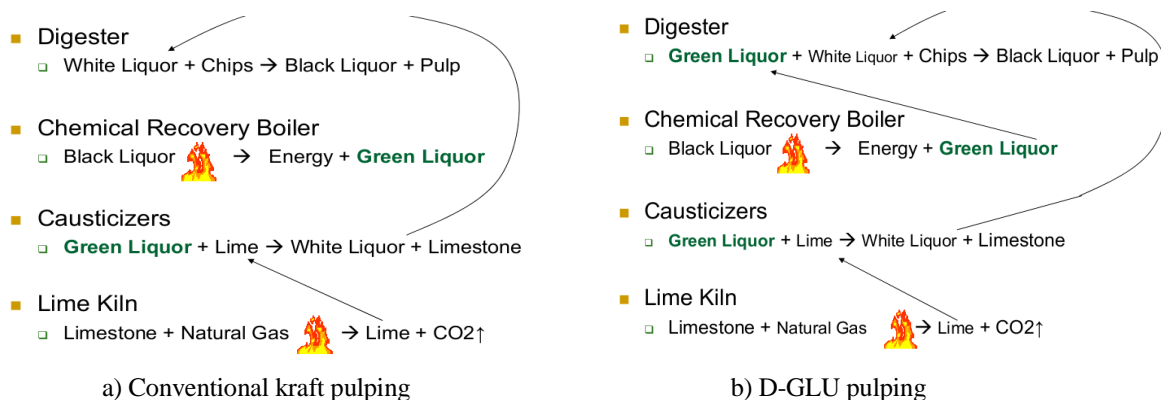 Digester
White Liquor + Chips → Black Liquor + Pulp
Chemical Recovery Boiler
Black Liquor → Energy + Green Liquor
Causticizers
Green Liquor + Lime → White Liquor + Limestone
Lime Kiln
Limestone + Natural Gas → Lime + CO2↑
a) Conventional kraft pulping
Digester
Green Liquor + White Liquor + Chips → Black Liquor + Pulp
Chemical Recovery Boiler
Black Liquor → Energy + Green Liquor
Causticizers
Green Liquor + Lime → White Liquor + Limestone
Lime Kiln
Limestone + Natural Gas → Lime + CO2↑
b) D-GLU pulping